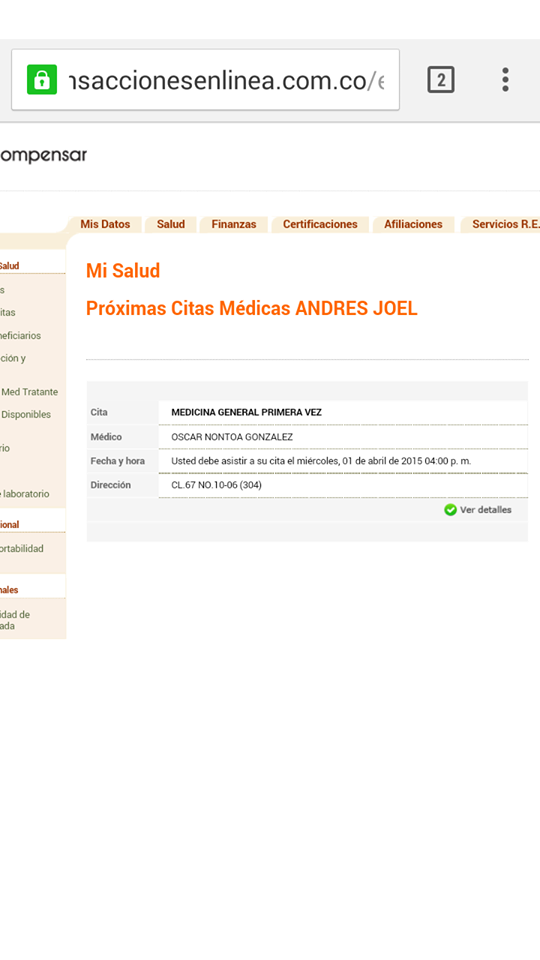 nsaccionesenlinea.com.co/e
2
ompensar
Mis Datos Salud Finanzas Certificaciones Afiliaciones Servicios R.E.
Mi Salud
Próximas Citas Médicas ANDRES JOEL
Cita MEDICINA GENERAL PRIMERA VEZ
Médico OSCAR NONTOA GONZALEZ
Fecha y hora Usted debe asistir a su cita el miércoles, 01 de abril de 2015 04:00 p. m.
Dirección CL.67 NO.10-06 (304)
Ver detalles
Salud
s
itas
neficiarios
ción y
Med Tratante
Disponibles
rio
e laboratorio
ional
ortabilidad
nales
idad de
ada